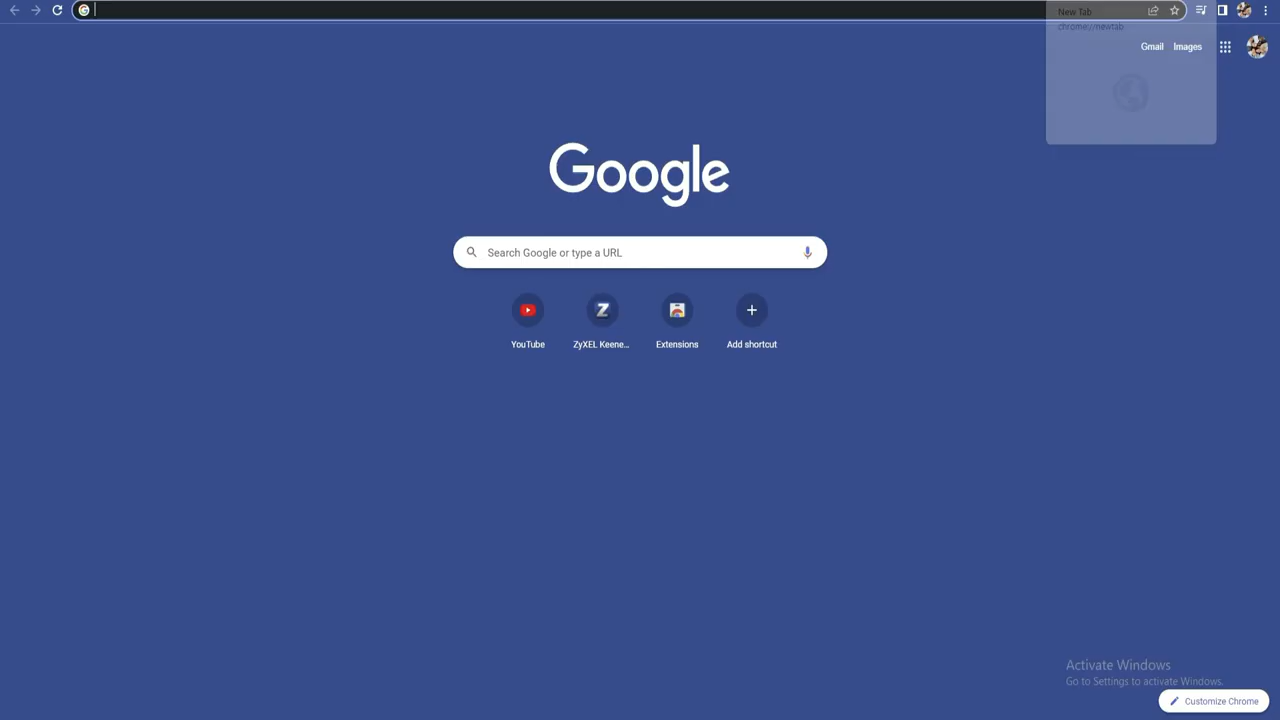 New Tab
chrome://newtab
Gmail
Images
Google
Search Google or type a URL
YouTube
ZyXEL Keene...
Extensions
Add shortcut
Activate Windows
Go to Settings to activate Windows.
Customize Chrome